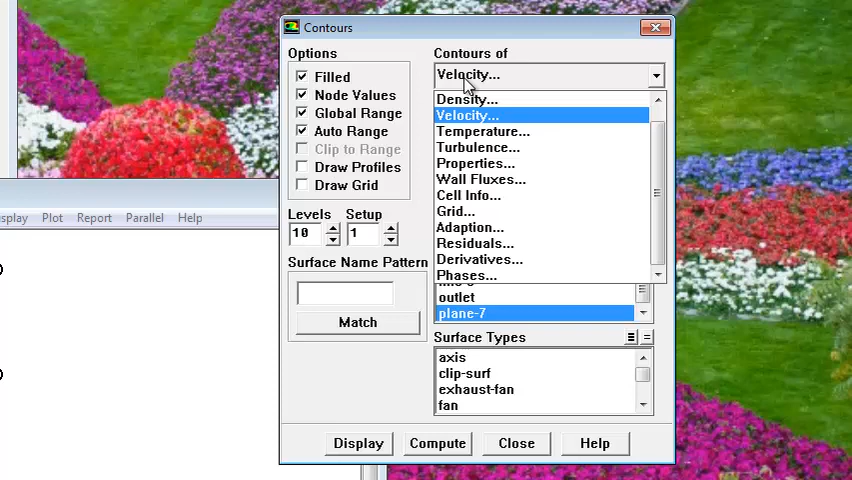 Contours
Options
Contours of
Filled
Velocity...
Node Values
Density...
Global Range
Velocity...
Auto Range
Temperature...
Clip to Range
Turbulence...
Draw Profiles
Properties...
Draw Grid
Wall Fluxes...
Cell Info...
Levels
Setup
Grid...
10
1
Adaption...
Residuals...
Surface Name Pattern
Derivatives...
Phases...
outlet
plane-7
Match
Surface Types
axis
clip-surf
exhaust-fan
fan
Display
Compute
Close
Help
Plot
Report
Parallel
Help